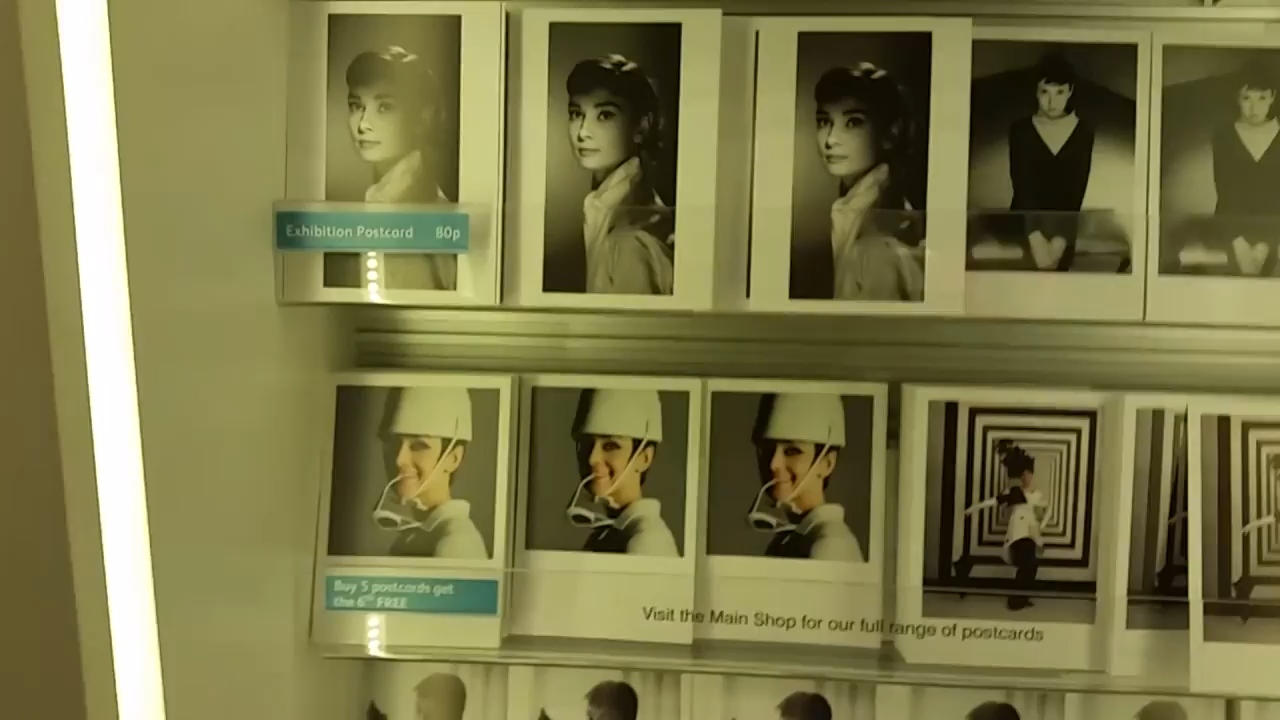 Exhibition Postcard 80p
Buy 5 postcards get
the 6th FREE
Visit the Main Shop for our full range of postcards